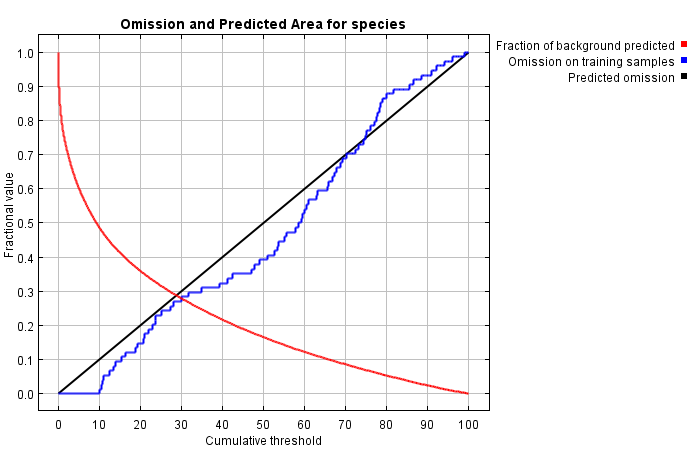 Omission and Predicted Area for species
Fraction of background predicted
Omission on training samples
Predicted omission
Fractional value
1.0
0.9
0.8
0.7
0.6
0.5
0.4
0.3
0.2
0.1
0.0
0 10 20 30 40 50 60 70 80 90 100
Cumulative threshold